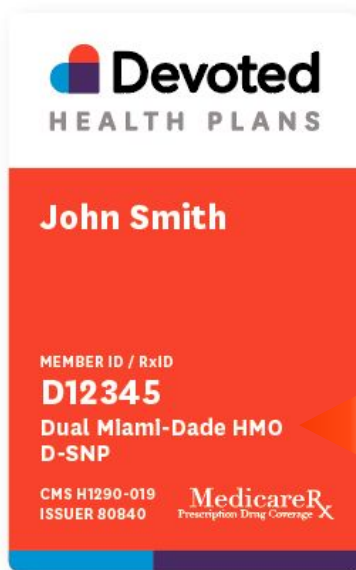 Devoted
HEALTH PLANS
John Smith
MEMBER ID / RxID
D12345
Dual Miami-Dade HMO
D-SNP
CMS H1290-019
ISSUER 80840
MedicareRx
Prescription Drug Coverage